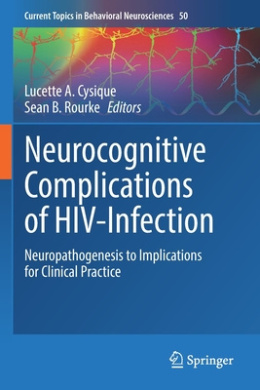 Current Topics in Behavioral Neurosciences 50
Lucette A. Cysique
Sean B. Rourke Editors
Neurocognitive
Complications
of HIV-Infection
Neuropathogenesis to Implications
for Clinical Practice
Springer